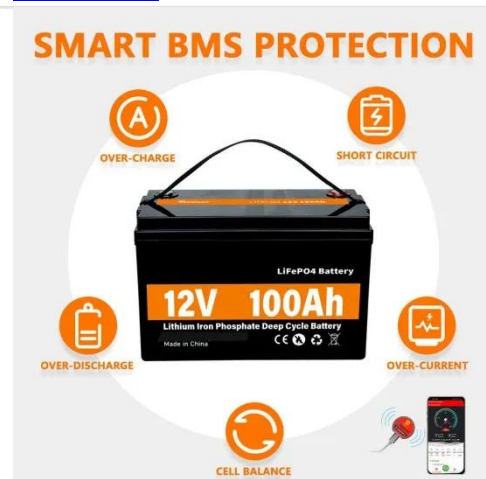 SMART BMS PROTECTION
OVER-CHARGE
SHORT CIRCUIT
LiFePO4 Battery
12V 100Ah
Lithium Iron Phosphate Deep Cycle Battery
Made in China
CE
OVER-DISCHARGE
OVER-CURRENT
CELL BALANCE